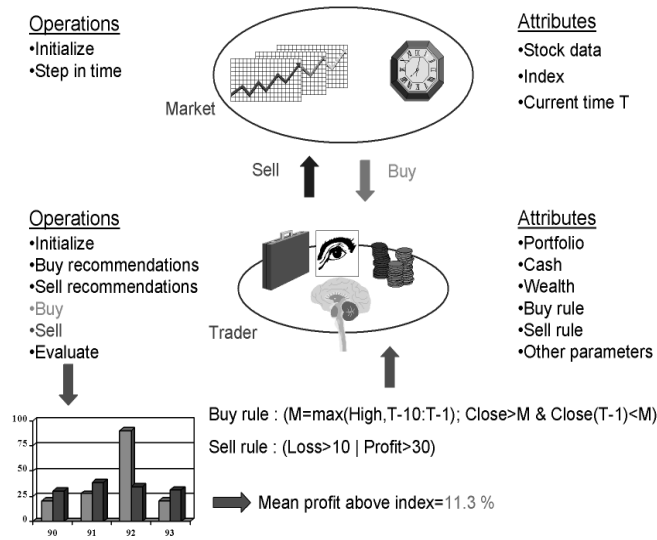 Operations
•Initialize
•Step in time
Market
Attributes
•Stock data
•Index
•Current time T
Sell
Buy
Operations
•Initialize
•Buy recommendations
•Sell recommendations
•Buy
•Sell
•Evaluate
Trader
Attributes
•Portfolio
•Cash
•Wealth
•Buy rule
•Sell rule
•Other parameters
Buy rule : (M=max(High,T-10:T-1); Close>M & Close(T-1)<M)
Sell rule : (Loss>10 | Profit>30)
Mean profit above index=11.3 %
100
75
50
25
0
90 91 92 93